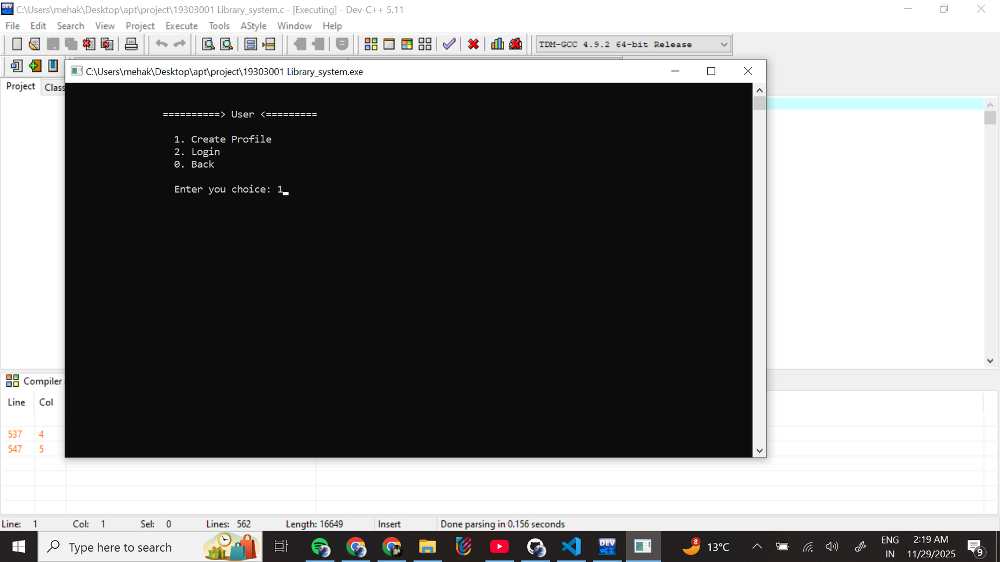 C:\Users\mehak\Desktop\apt\project\19303001 Library_system.c - [Executing] - Dev-C++ 5.11
File Edit Search View Project Execute Tools AStyle Window Help
TDM-GCC 4.9.2 64-bit Release
C:\Users\mehak\Desktop\apt\project\19303001 Library_system.exe
Project Class
==========> User <=========
1. Create Profile
2. Login
0. Back
Enter you choice: 1
Compiler
Line Col
537 4
547 5
Line: 1 Col: 1 Sel: 0 Lines: 562 Length: 16649 Insert Done parsing in 0.156 seconds
Type here to search
DEV C++
8
13°C
ENG
IN
2:19 AM
11/29/2025
9